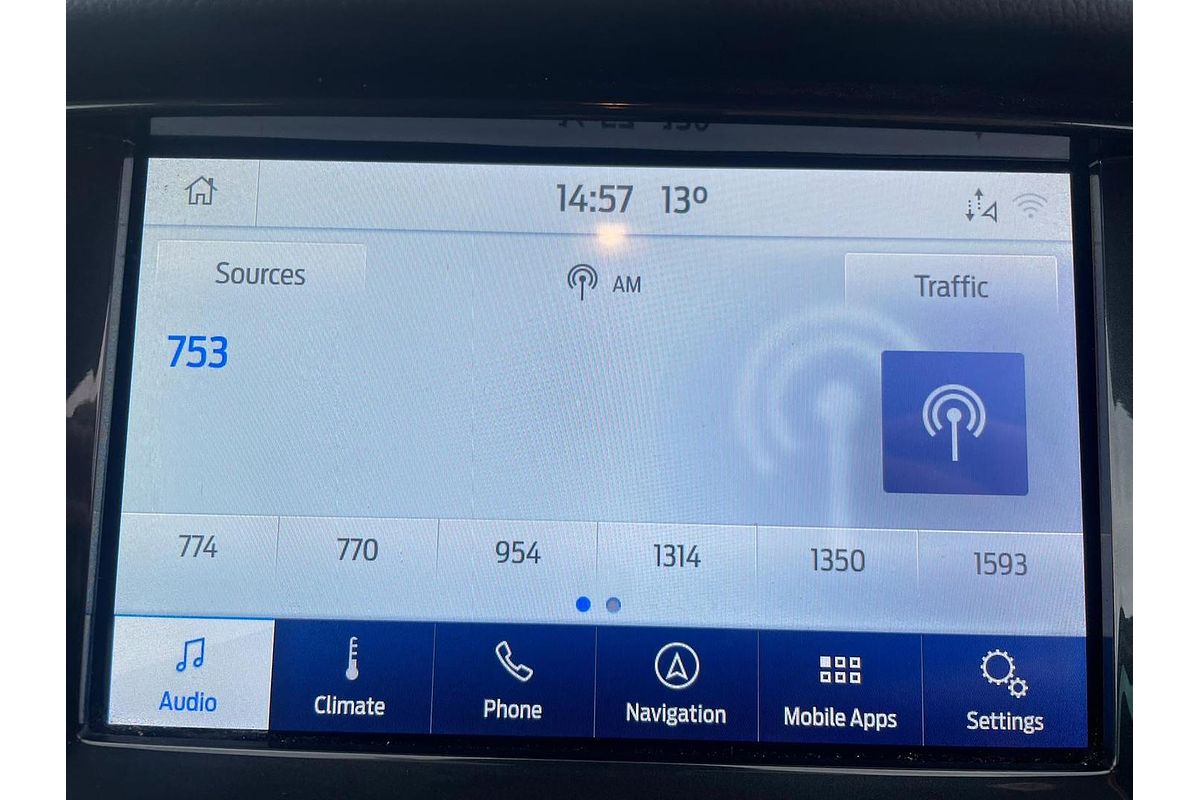 14:57 13º
Sources
AM
Traffic
753
774 770 954 1314 1350 1593
Audio Climate Phone Navigation Mobile Apps Settings